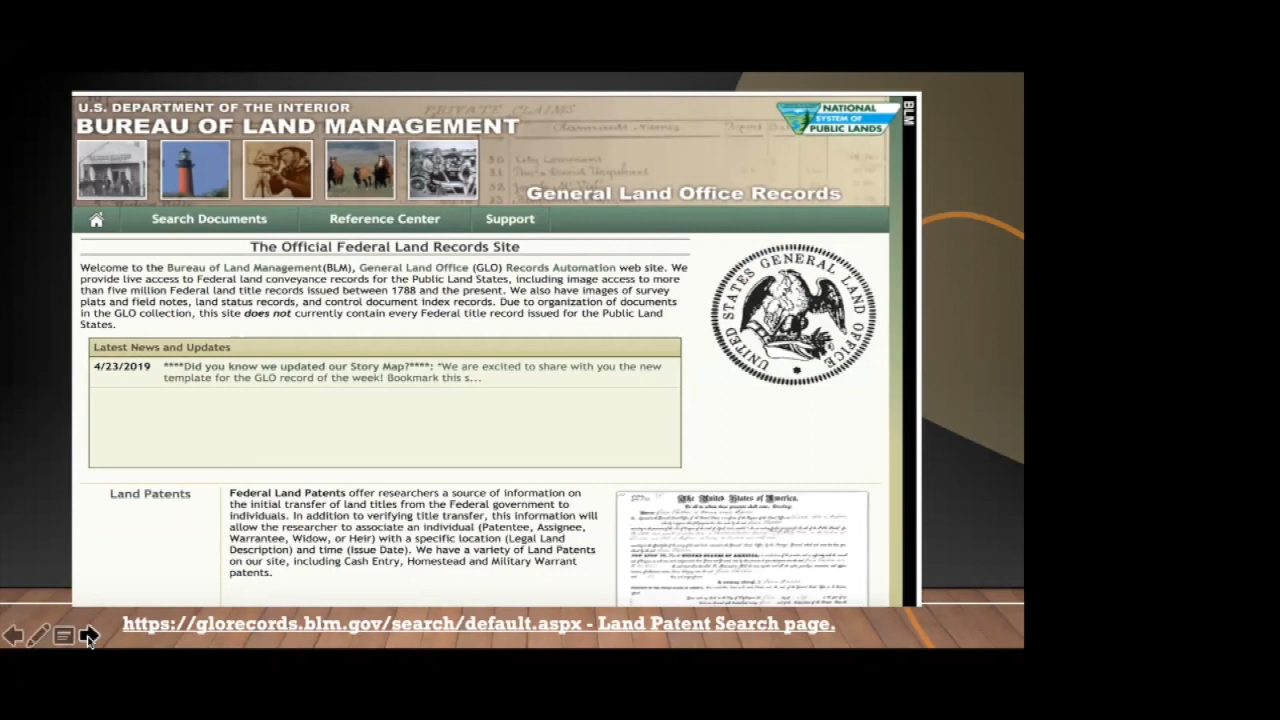 U.S. DEPARTMENT OF THE INTERIOR
BUREAU OF LAND MANAGEMENT
PRIVATE CLAIMS
NATIONAL
SYSTEM OF
PUBLIC LANDS
BLM
General Land Office Records
Search Documents
Reference Center
Support
The Official Federal Land Records Site
Welcome to the Bureau of Land Management(BLM), General Land Office (GLO) Records Automation web site. We
provide live access to Federal land conveyance records for the Public Land States, including image access to more
than five million Federal land title records issued between 1788 and the present. We also have images of survey
plats and field notes, land status records, and control document index records. Due to organization of documents
in the GLO collection, this site does not currently contain every Federal title record issued for the Public Land
States.
UNITED STATES GENERAL LAND OFFICE
Latest News and Updates
4/23/2019 ****Did you know we updated our Story Map?****: *We are excited to share with you the new
template for the GLO record of the week! Bookmark this s...
Land Patents
Federal Land Patents offer researchers a source of information on
the initial transfer of land titles from the Federal government to
individuals. In addition to verifying title transfer, this information will
allow the researcher to associate an individual (Patentee, Assignee,
Warrantee, Widow, or Heir) with a specific location (Legal Land
Description) and time (Issue Date). We have a variety of Land Patents
on our site, including Cash Entry, Homestead and Military Warrant
patents.
The United States of America,
https://glorecords.blm.gov/search/default.aspx - Land Patent Search page.